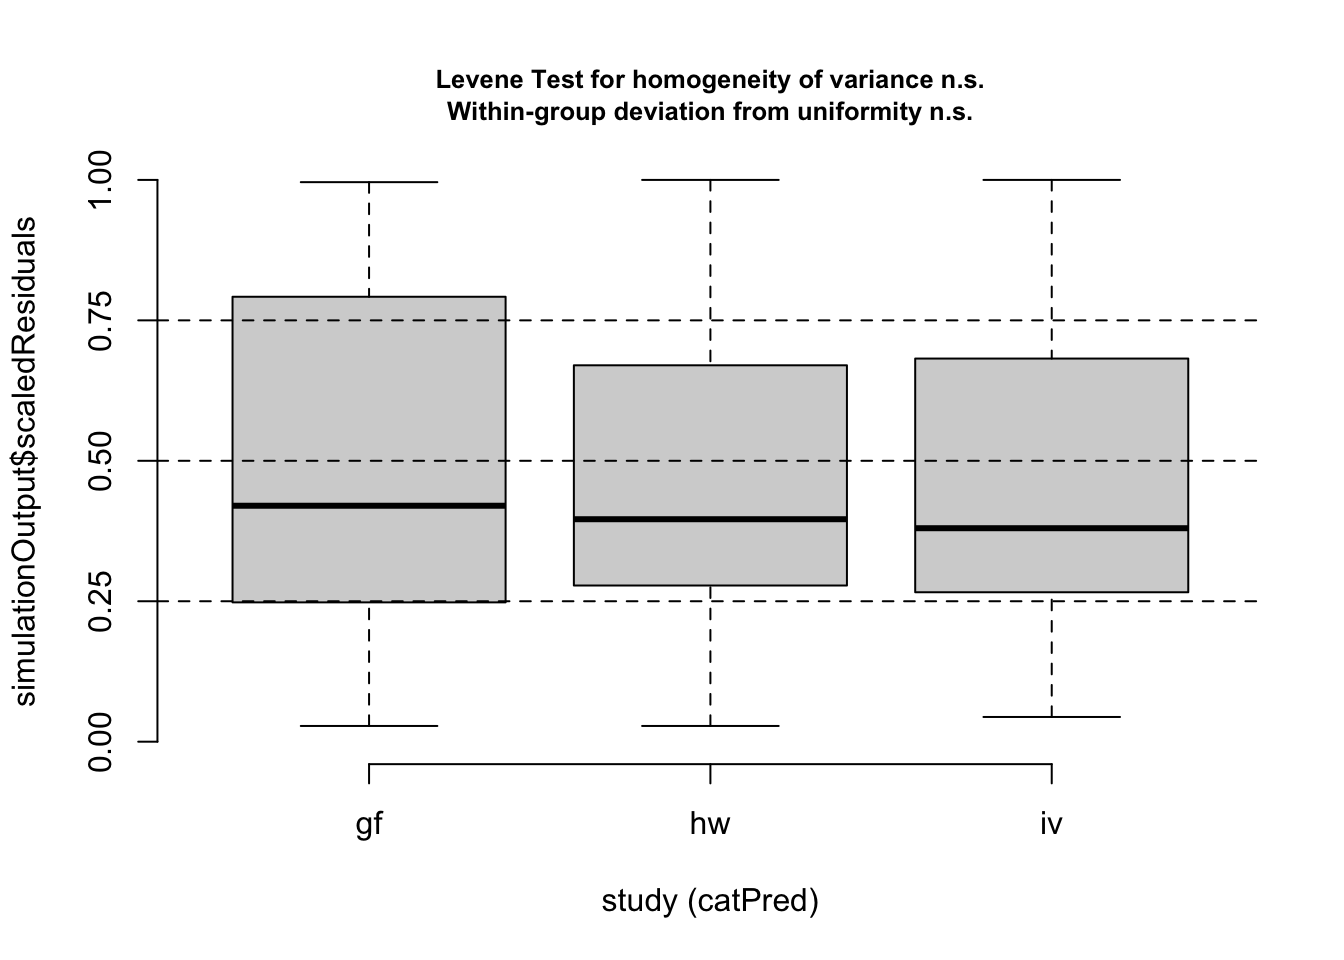 Levene Test for homogeneity of variance n.s.
Within-group deviation from uniformity n.s.
simulationOutput$scaledResiduals
1.00
0.75
0.50
0.25
0.00
gf
hw
iv
study (catPred)